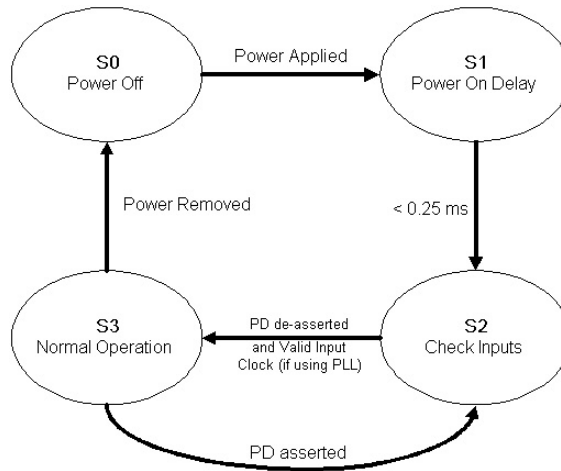 S0
Power Off
Power Applied
S1
Power On Delay
Power Removed
< 0.25 ms
S3
Normal Operation
PD de-asserted
and Valid Input
Clock (if using PLL)
S2
Check Inputs
PD asserted